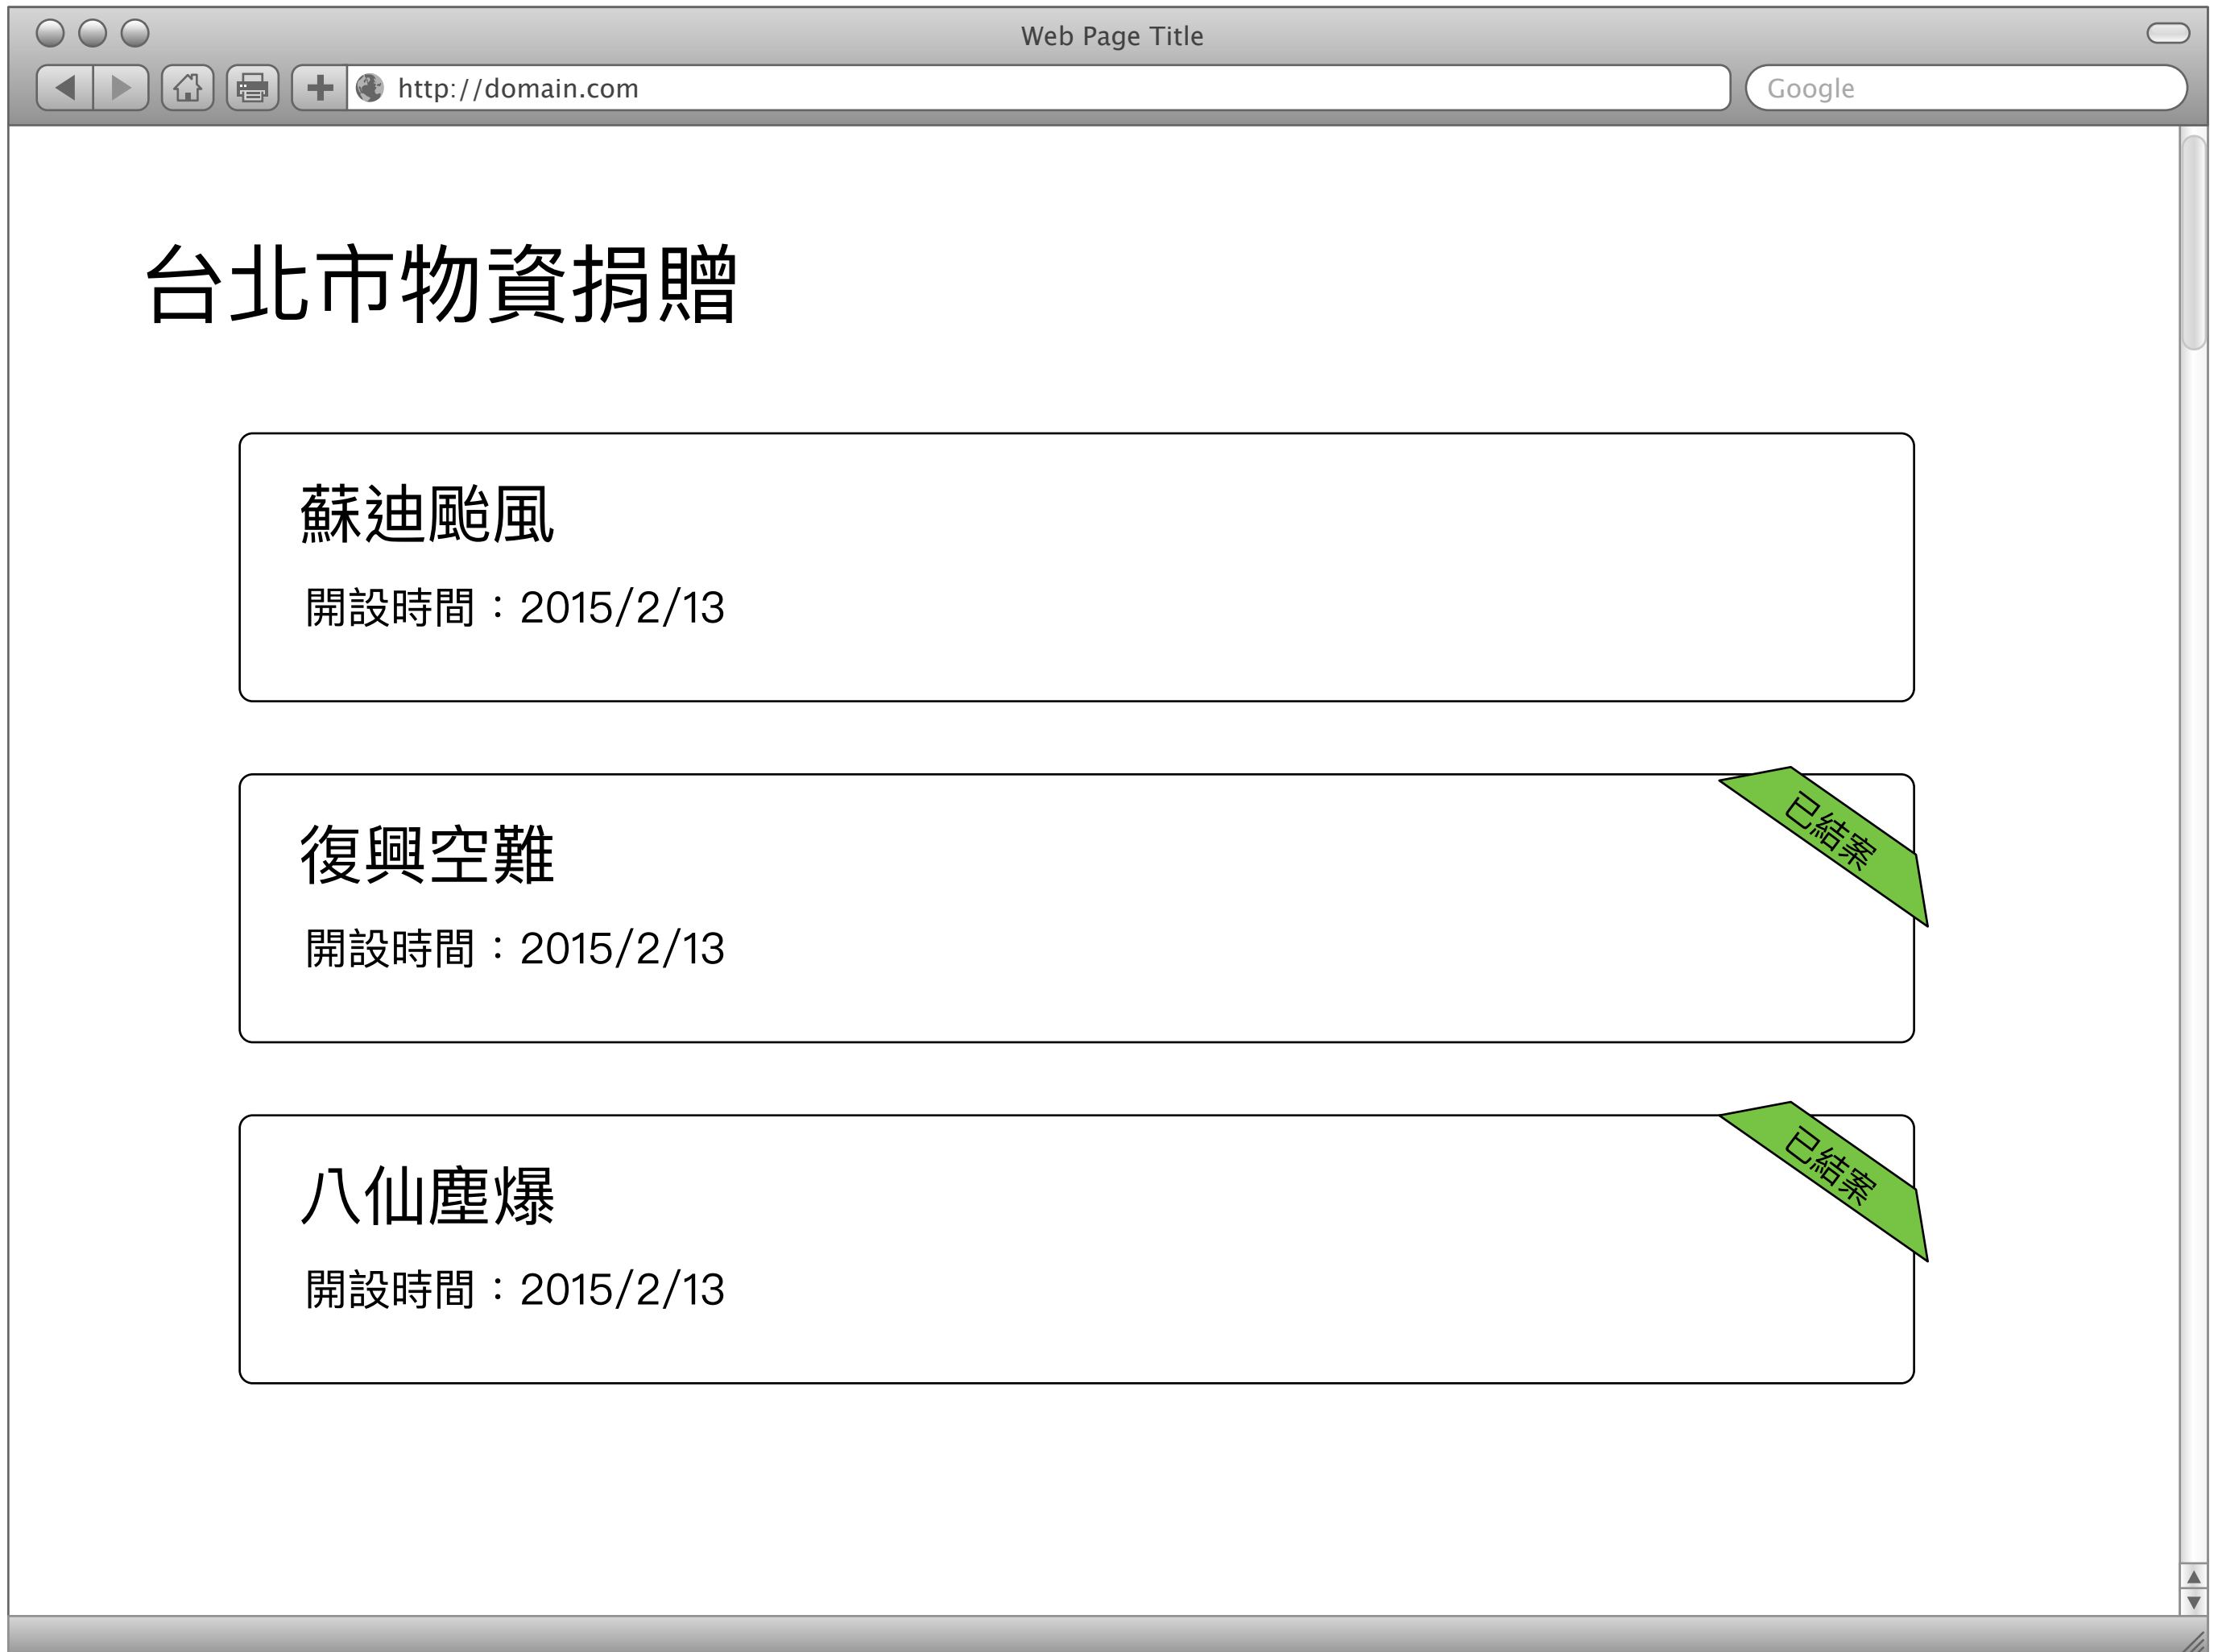 Web Page Title
http://domain.com
Google
台北市物資捐贈
蘇迪颱風
開設時間：2015/2/13
已結案
復興空難
開設時間：2015/2/13
已結案
八仙塵爆
開設時間：2015/2/13